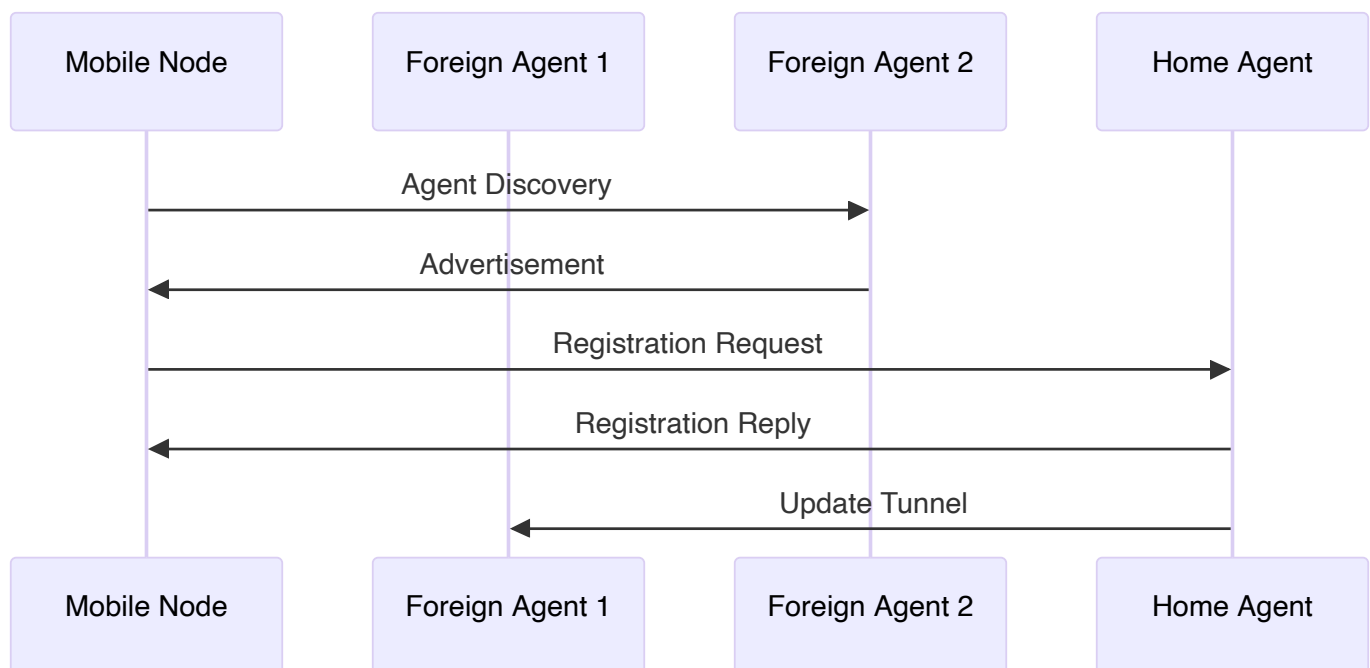 Mobile Node
Foreign Agent 1
Foreign Agent 2
Home Agent
Agent Discovery
Advertisement
Registration Request
Registration Reply
Update Tunnel
Mobile Node
Foreign Agent 1
Foreign Agent 2
Home Agent